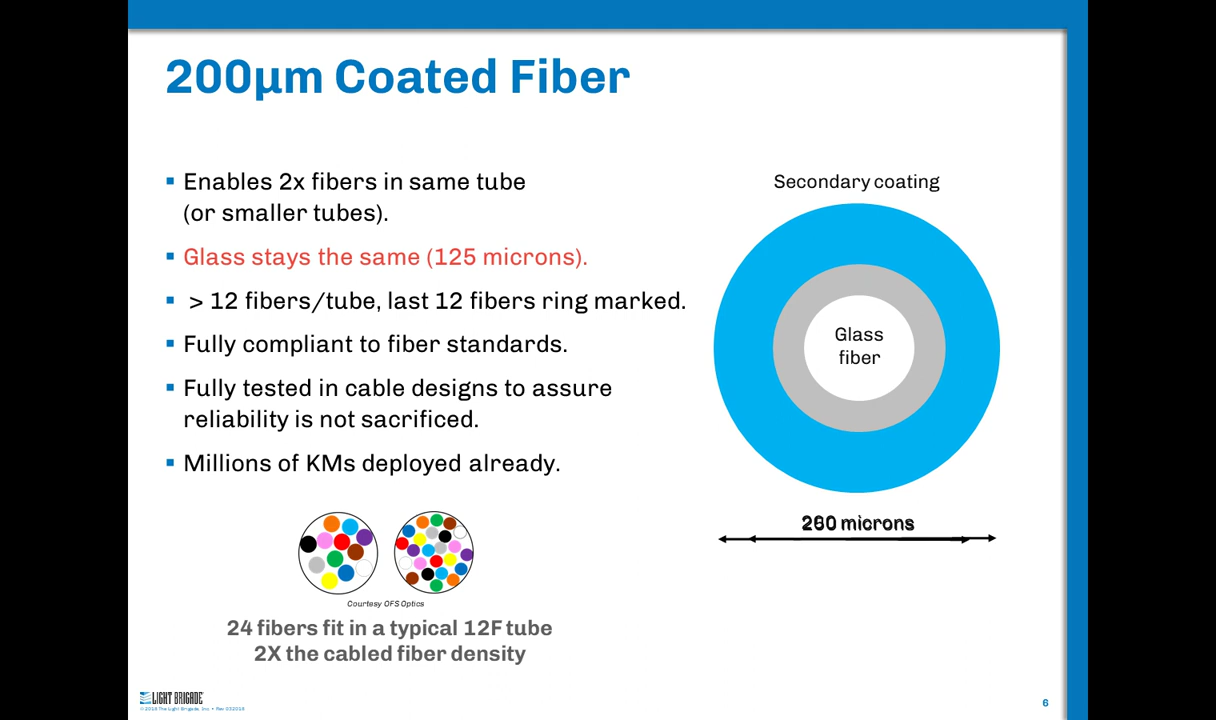 200μm Coated Fiber
Enables 2x fibers in same tube
(or smaller tubes).
Glass stays the same (125 microns).
> 12 fibers/tube, last 12 fibers ring marked.
Fully compliant to fiber standards.
Fully tested in cable designs to assure
reliability is not sacrificed.
Millions of KMs deployed already.
Secondary coating
Glass
fiber
microns
Courtesy OFS Optics
24 fibers fit in a typical 12F tube
2X the cabled fiber density
LIGHT BRIGADE
6